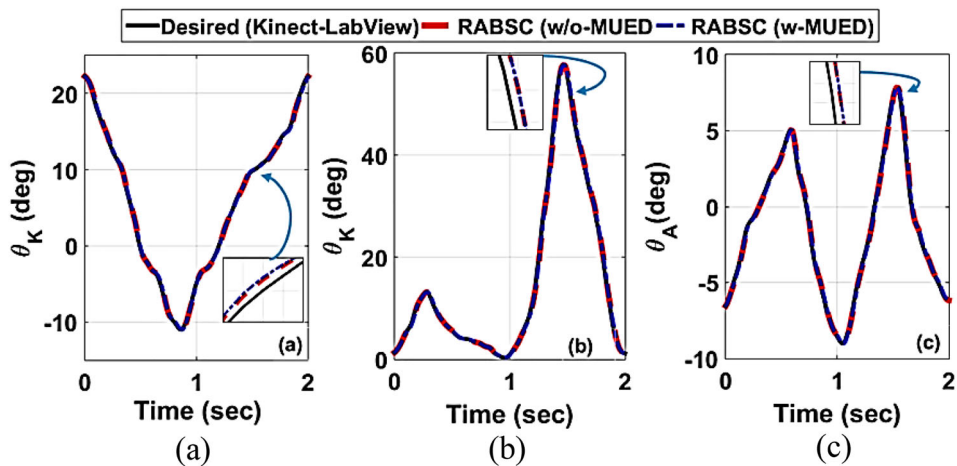 Desired (Kinect-LabView) RABSC (w/o-MUED RABSC (w-MUED)
(a)
θK (deg)
20
10
0
-10
(a)
0 1 2
Time (sec)
(a)
θK (deg)
60
40
20
0
(b)
0 1 2
Time (sec)
(b)
θA(deg)
10
5
0
-5
-10
(c)
0 1 2
Time (sec)
(c)